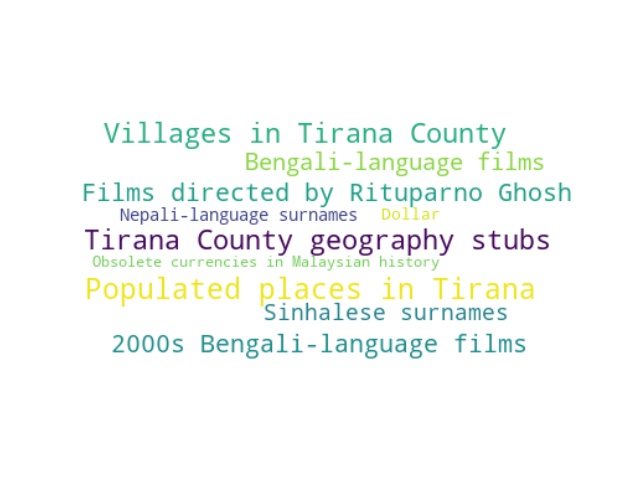 Villages in Tirana County
Bengali-language films
Films directed by Rituparno Ghosh
Nepali-language surnames Dollar
Tirana County geography stubs
Obsolete currencies in Malaysian history
Populated places in Tirana
Sinhalese surnames
2000s Bengali-language films